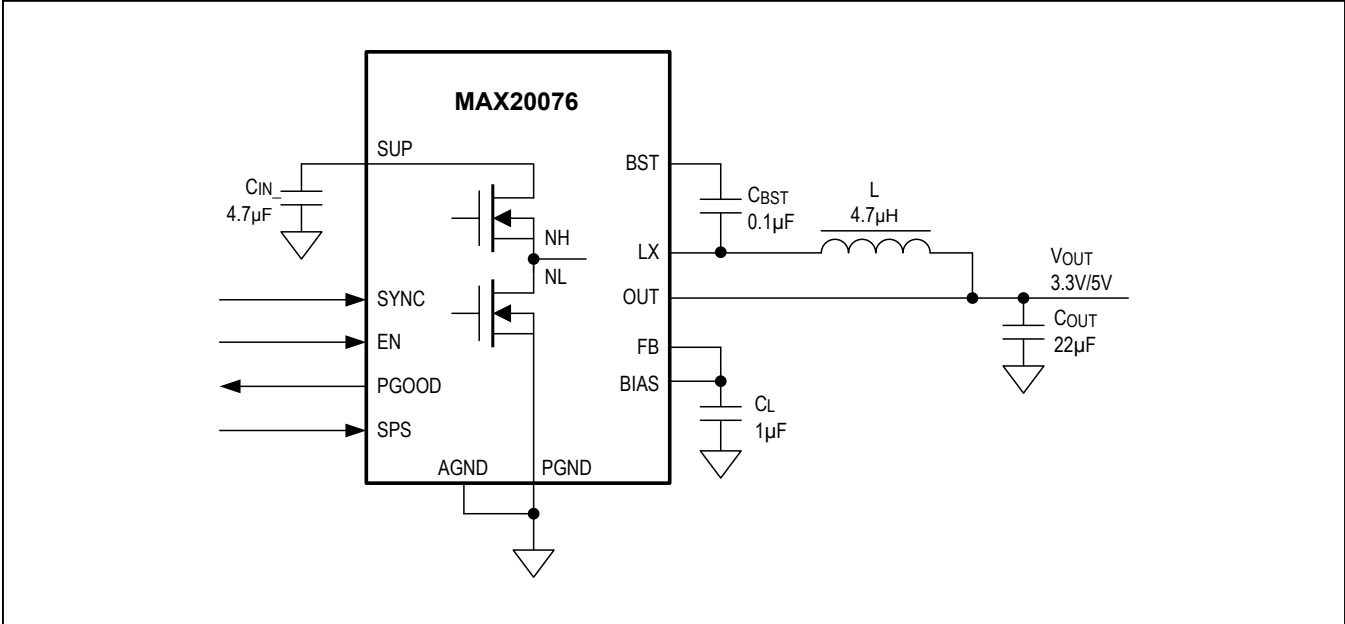 MAX20076
SUP
CIN_
4.7µF
NH
NL
SYNC
EN
PGOOD
SPS
AGND
PGND
BST
LX
OUT
FB
BIAS
CBST
0.1µF
L
4.7µH
VOUT
3.3V/5V
COUT
22µF
CL
1µF